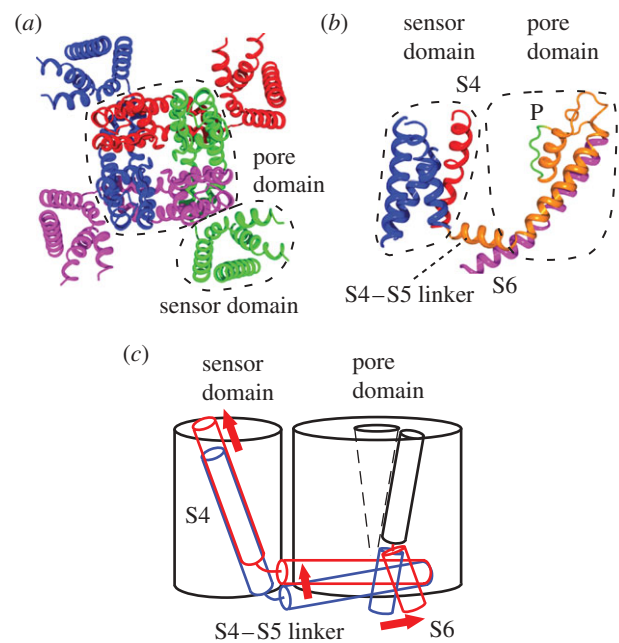 (a)
pore
domain
sensor domain
(b)
sensor
domain
pore
domain
S4
P
S4–S5 linker
S6
(c)
sensor
domain
pore
domain
S4
S4–S5 linker
S6